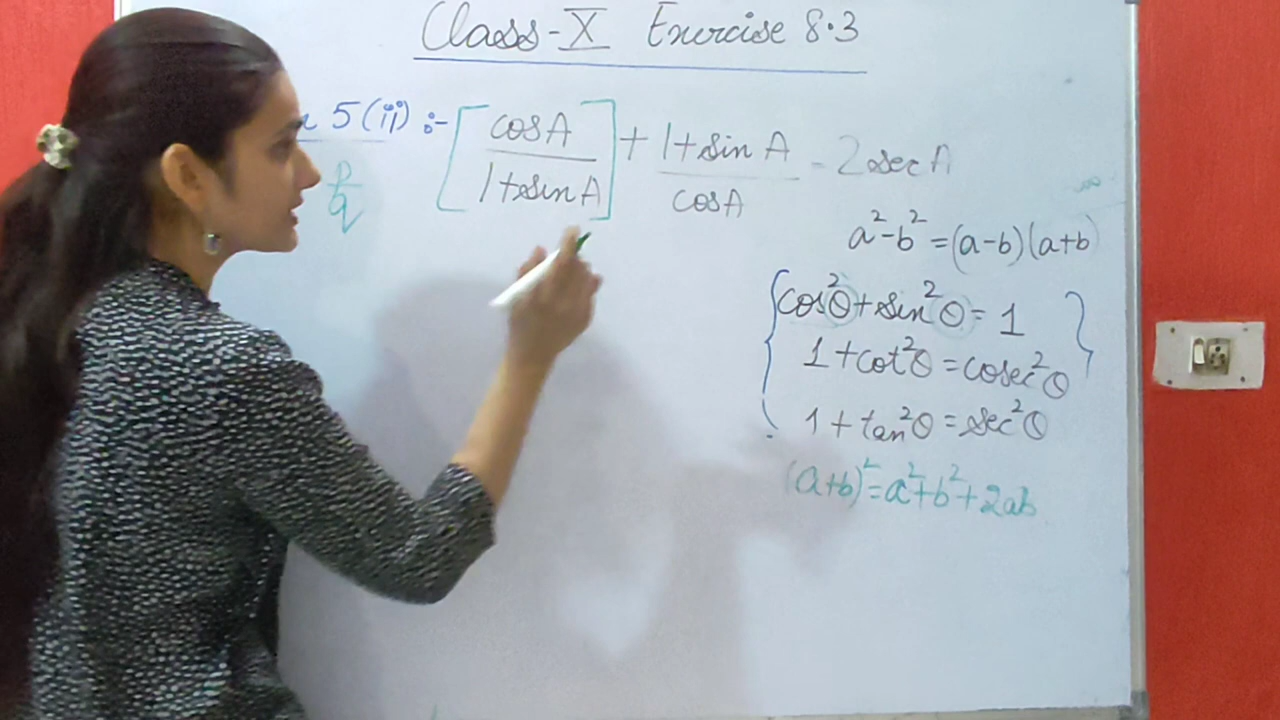 Class-X Exercise 8.3
5(ii) :- [cosA / 1+sinA] + 1+sinA / cosA = 2secA
p/q
a²-b² = (a-b)(a+b)
{cos²θ+sin²θ = 1}
1+cot²θ = cosec²θ
1+tan²θ = sec²θ
(a+b)² = a²+b²+2ab